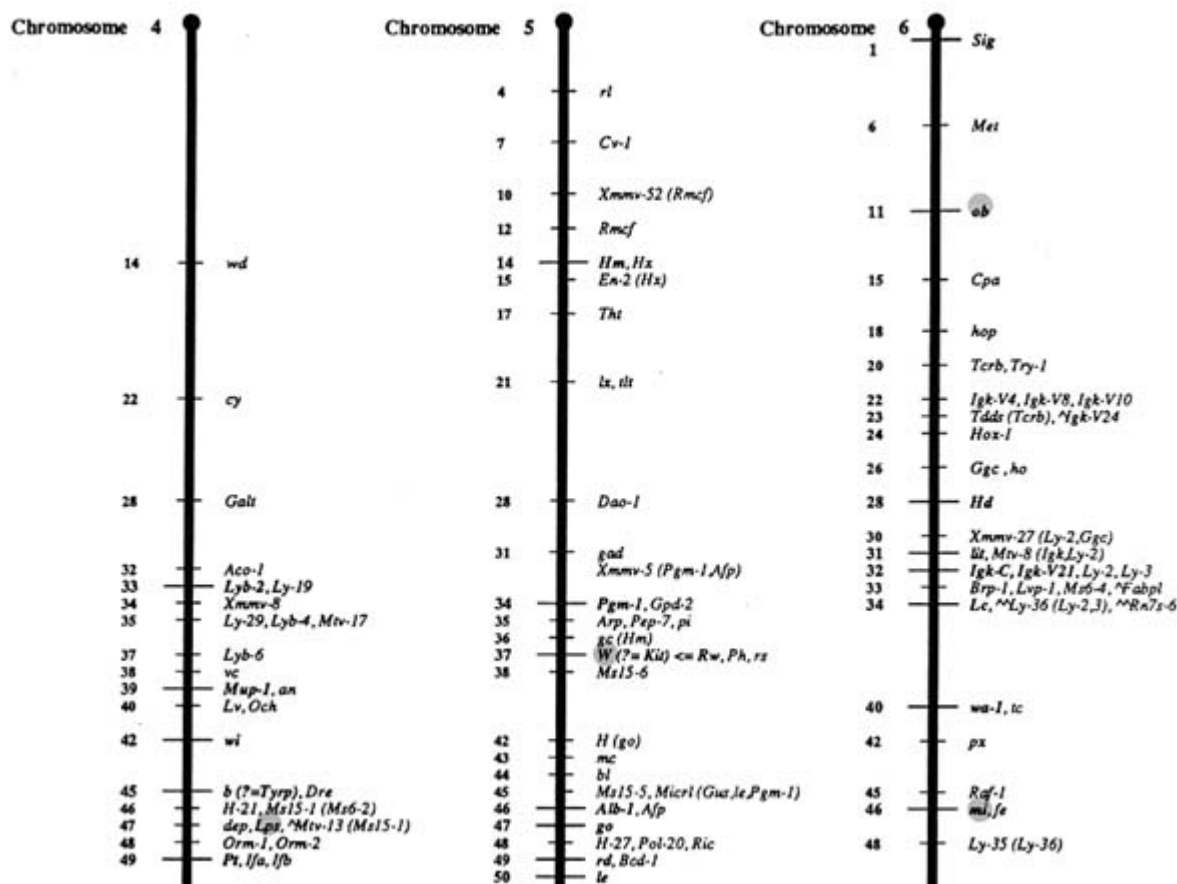 Chromosome 4
14 wd
22 cy
28 Galt
32 Aco-1
33 Lyb-2, Ly-19
34 Xmmv-8
35 Ly-29, Lyb-4, Mtv-17
37 Lyb-6
38 vc
39 Mup-1, an
40 Lv, Och
42 wi
45 b (?=Tyrp), Dre
46 H-21, Ms15-1 (Ms6-2)
47 dep, Lps, ^Mtv-13 (Ms15-1)
48 Orm-1, Orm-2
49 Pt, Ifa, Ifb
Chromosome 5
4 rl
7 Cv-1
10 Xmmv-52 (Rmcf)
12 Rmcf
14 Hm, Hx
15 En-2 (Hx)
17 Tht
21 lx, tlt
28 Dao-1
31 gad
Xmmv-5 (Pgm-1,Afp)
34 Pgm-1, Gpd-2
35 Arp, Pep-7, pi
36 gc (Hm)
37 W (?= Kit) <= Rw, Ph, rs
38 Ms15-6
42 H (go)
43 mc
44 bl
45 Ms15-5, Micrl (Gus,le,Pgm-1)
46 Alb-1, Afp
47 go
48 H-27, Pol-20, Ric
49 rd, Bcd-1
50 le
Chromosome 6
1 Sig
6 Met
11 ob
15 Cpa
18 hop
20 Tcrb, Try-1
22 Igk-V4, Igk-V8, Igk-V10
23 Tdds (Tcrb), ^Igk-V24
24 Hox-1
26 Ggc , ho
28 Hd
30 Xmmv-27 (Ly-2,Ggc)
31 lit, Mtv-8 (Igk,Ly-2)
32 Igk-C, Igk-V21, Ly-2, Ly-3
33 Brp-1, Lvp-1, Ms6-4, ^Fabpl
34 Lc, ^^Ly-36 (Ly-2,3), ^^Rn7s-6
40 wa-1, tc
42 px
45 Raf-1
46 mi, fe
48 Ly-35 (Ly-36)